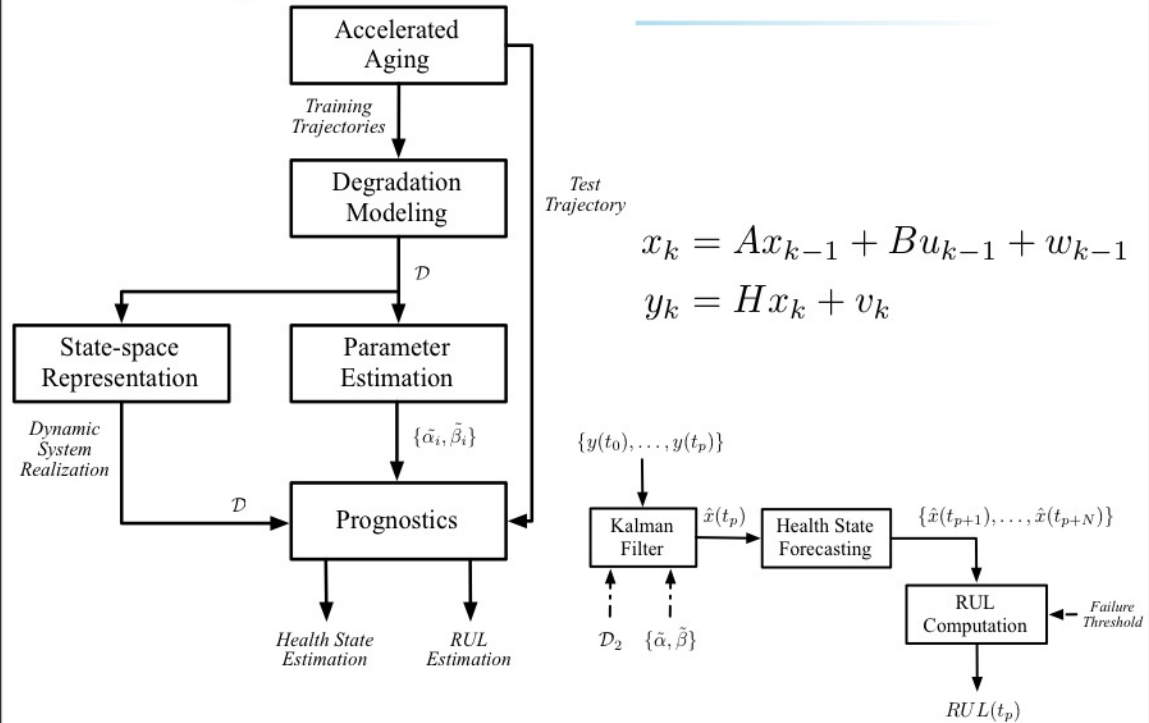 Accelerated
Aging
Training
Trajectories
Degradation
Modeling
Test
Trajectory
𝒟
State-space
Representation
Parameter
Estimation
Dynamic
System
Realization
{α̃ᵢ, β̃ᵢ}
𝒟
Prognostics
Health State
Estimation
RUL
Estimation
xₖ = Axₖ₋₁ + Buₖ₋₁ + wₖ₋₁
yₖ = Hxₖ + vₖ
{y(t₀), . . . , y(tₚ)}
Kalman
Filter
x̂(tₚ)
Health State
Forecasting
{x̂(tₚ₊₁), . . . , x̂(tₚ₊N)}
𝒟₂
{α̃, β̃}
RUL
Computation
Failure
Threshold
RUL(tₚ)